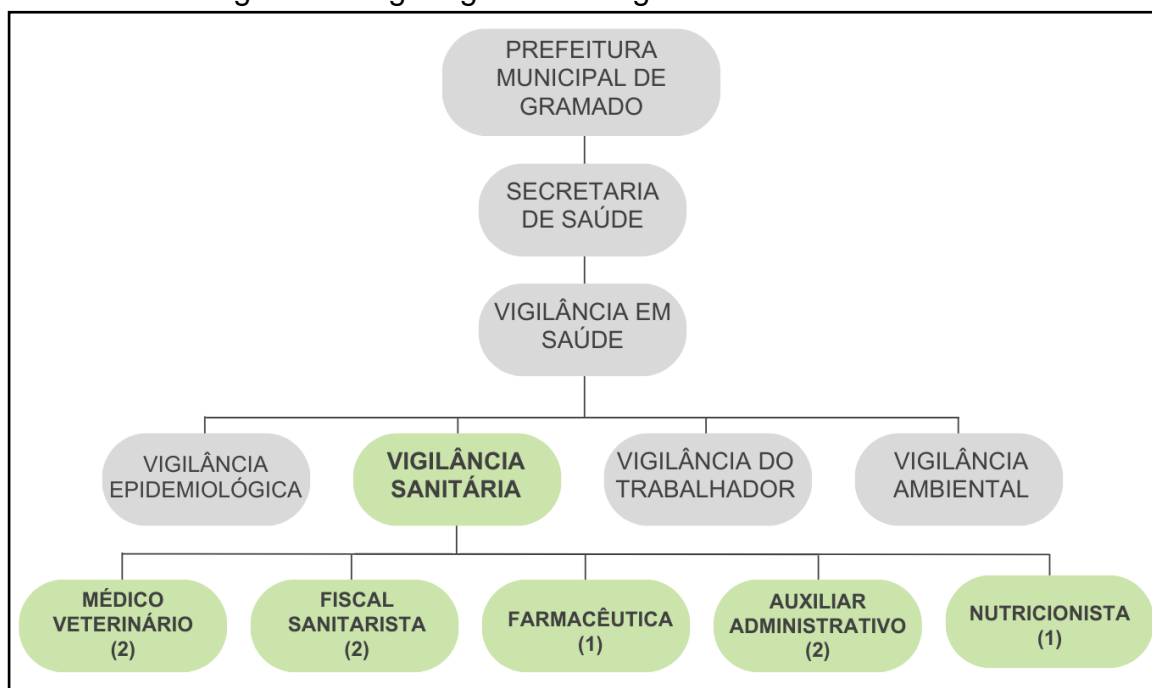 PREFEITURA
MUNICIPAL DE
GRAMADO
SECRETARIA
DE SAÚDE
VIGILÂNCIA EM
SAÚDE
VIGILÂNCIA
EPIDEMIOLÓGICA
VIGILÂNCIA
SANITÁRIA
VIGILÂNCIA DO
TRABALHADOR
VIGILÂNCIA
AMBIENTAL
MÉDICO
VETERINÁRIO
(2)
FISCAL
SANITARISTA
(2)
FARMACÊUTICA
(1)
AUXILIAR
ADMINISTRATIVO
(2)
NUTRICIONISTA
(1)